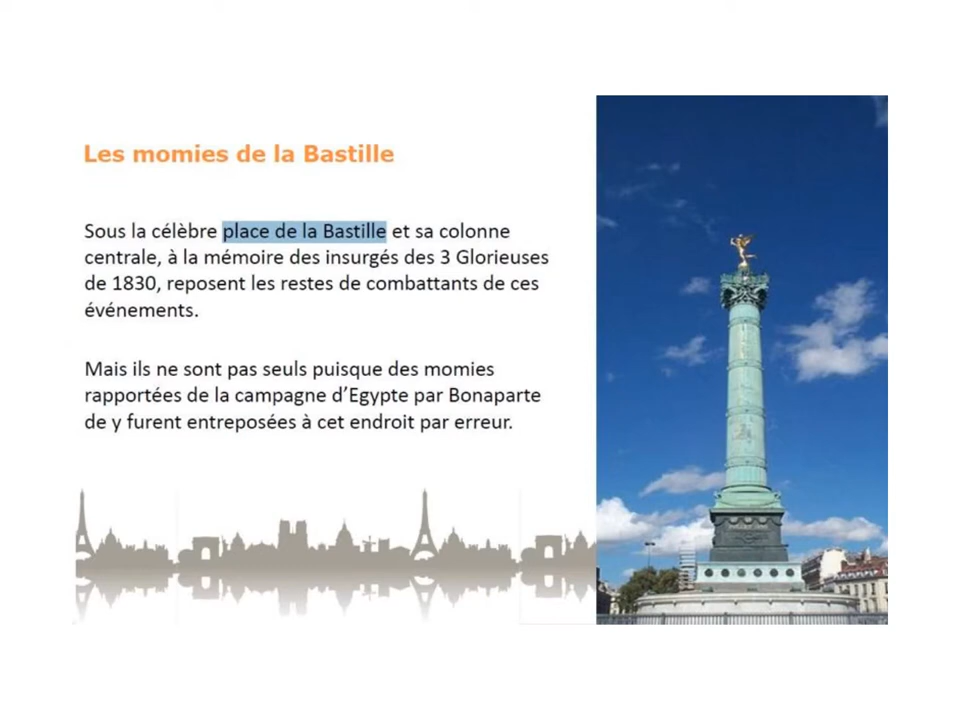 Les momies de la Bastille
Sous la célèbre place de la Bastille et sa colonne
centrale, à la mémoire des insurgés des 3 Glorieuses
de 1830, reposent les restes de combattants de ces
événements.
Mais ils ne sont pas seuls puisque des momies
rapportées de la campagne d’Egypte par Bonaparte
de y furent entreposées à cet endroit par erreur.